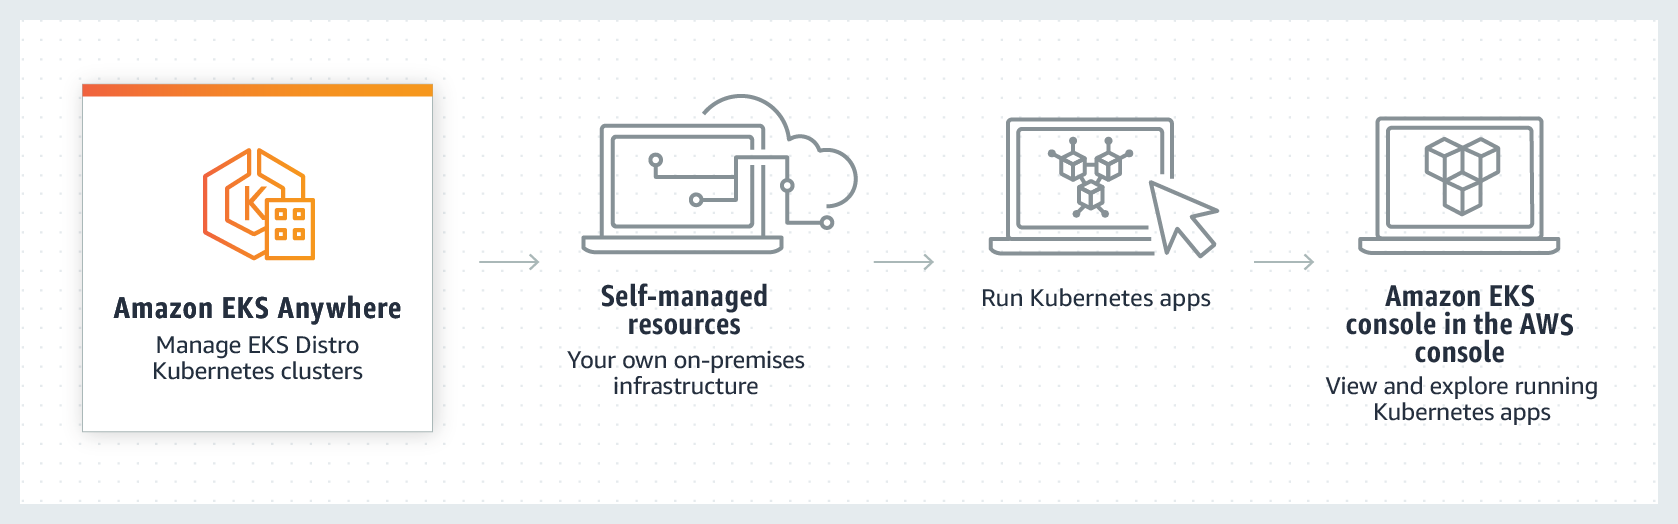 K
Amazon EKS Anywhere
Manage EKS Distro
Kubernetes clusters
Self-managed
resources
Your own on-premises
infrastructure
Run Kubernetes apps
Amazon EKS
console in the AWS
console
View and explore running
Kubernetes apps